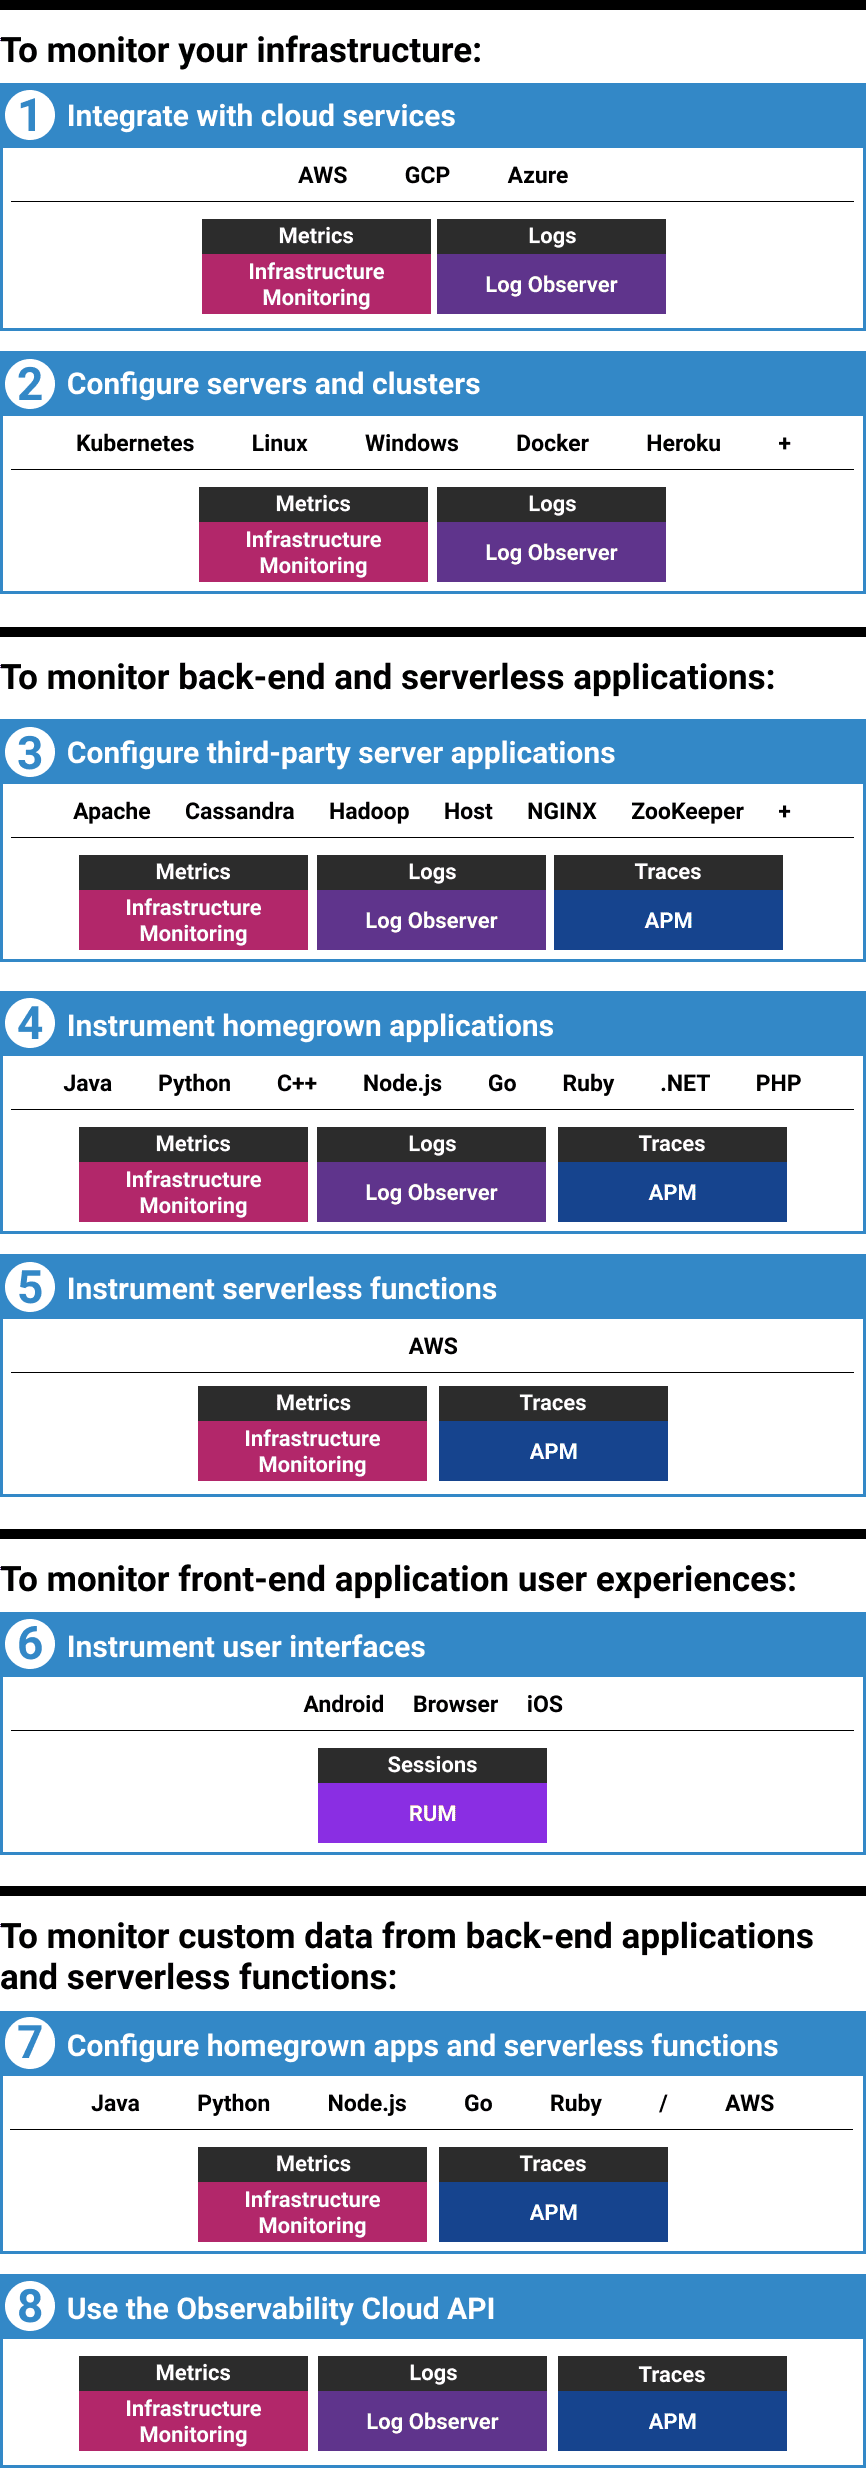 To monitor your infrastructure:
1 Integrate with cloud services
AWS GCP Azure
Metrics Logs
Infrastructure Monitoring Log Observer
2 Configure servers and clusters
Kubernetes Linux Windows Docker Heroku +
Metrics Logs
Infrastructure Monitoring Log Observer
To monitor back-end and serverless applications:
3 Configure third-party server applications
Apache Cassandra Hadoop Host NGINX ZooKeeper +
Metrics Logs Traces
Infrastructure Monitoring Log Observer APM
4 Instrument homegrown applications
Java Python C++ Node.js Go Ruby .NET PHP
Metrics Logs Traces
Infrastructure Monitoring Log Observer APM
5 Instrument serverless functions
AWS
Metrics Traces
Infrastructure Monitoring APM
To monitor front-end application user experiences:
6 Instrument user interfaces
Android Browser iOS
Sessions
RUM
To monitor custom data from back-end applications
and serverless functions:
7 Configure homegrown apps and serverless functions
Java Python Node.js Go Ruby / AWS
Metrics Traces
Infrastructure Monitoring APM
8 Use the Observability Cloud API
Metrics Logs Traces
Infrastructure Monitoring Log Observer APM